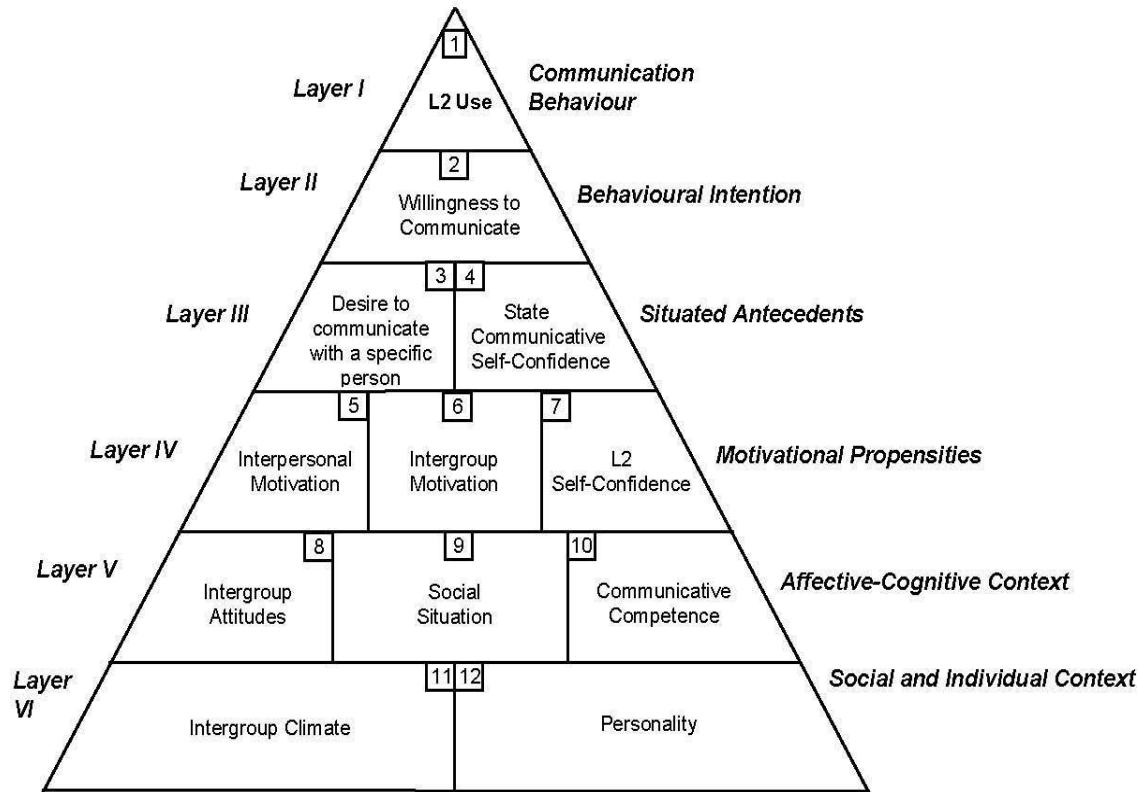 1
Layer I
L2 Use
Communication
Behaviour
2
Layer II
Willingness to
Communicate
Behavioural Intention
3 4
Layer III
Desire to
communicate
with a specific
person
State
Communicative
Self-Confidence
Situated Antecedents
5 6 7
Layer IV
Interpersonal
Motivation
Intergroup
Motivation
L2
Self-Confidence
Motivational Propensities
8 9 10
Layer V
Intergroup
Attitudes
Social
Situation
Communicative
Competence
Affective-Cognitive Context
11 12
Layer
VI
Intergroup Climate
Personality
Social and Individual Context